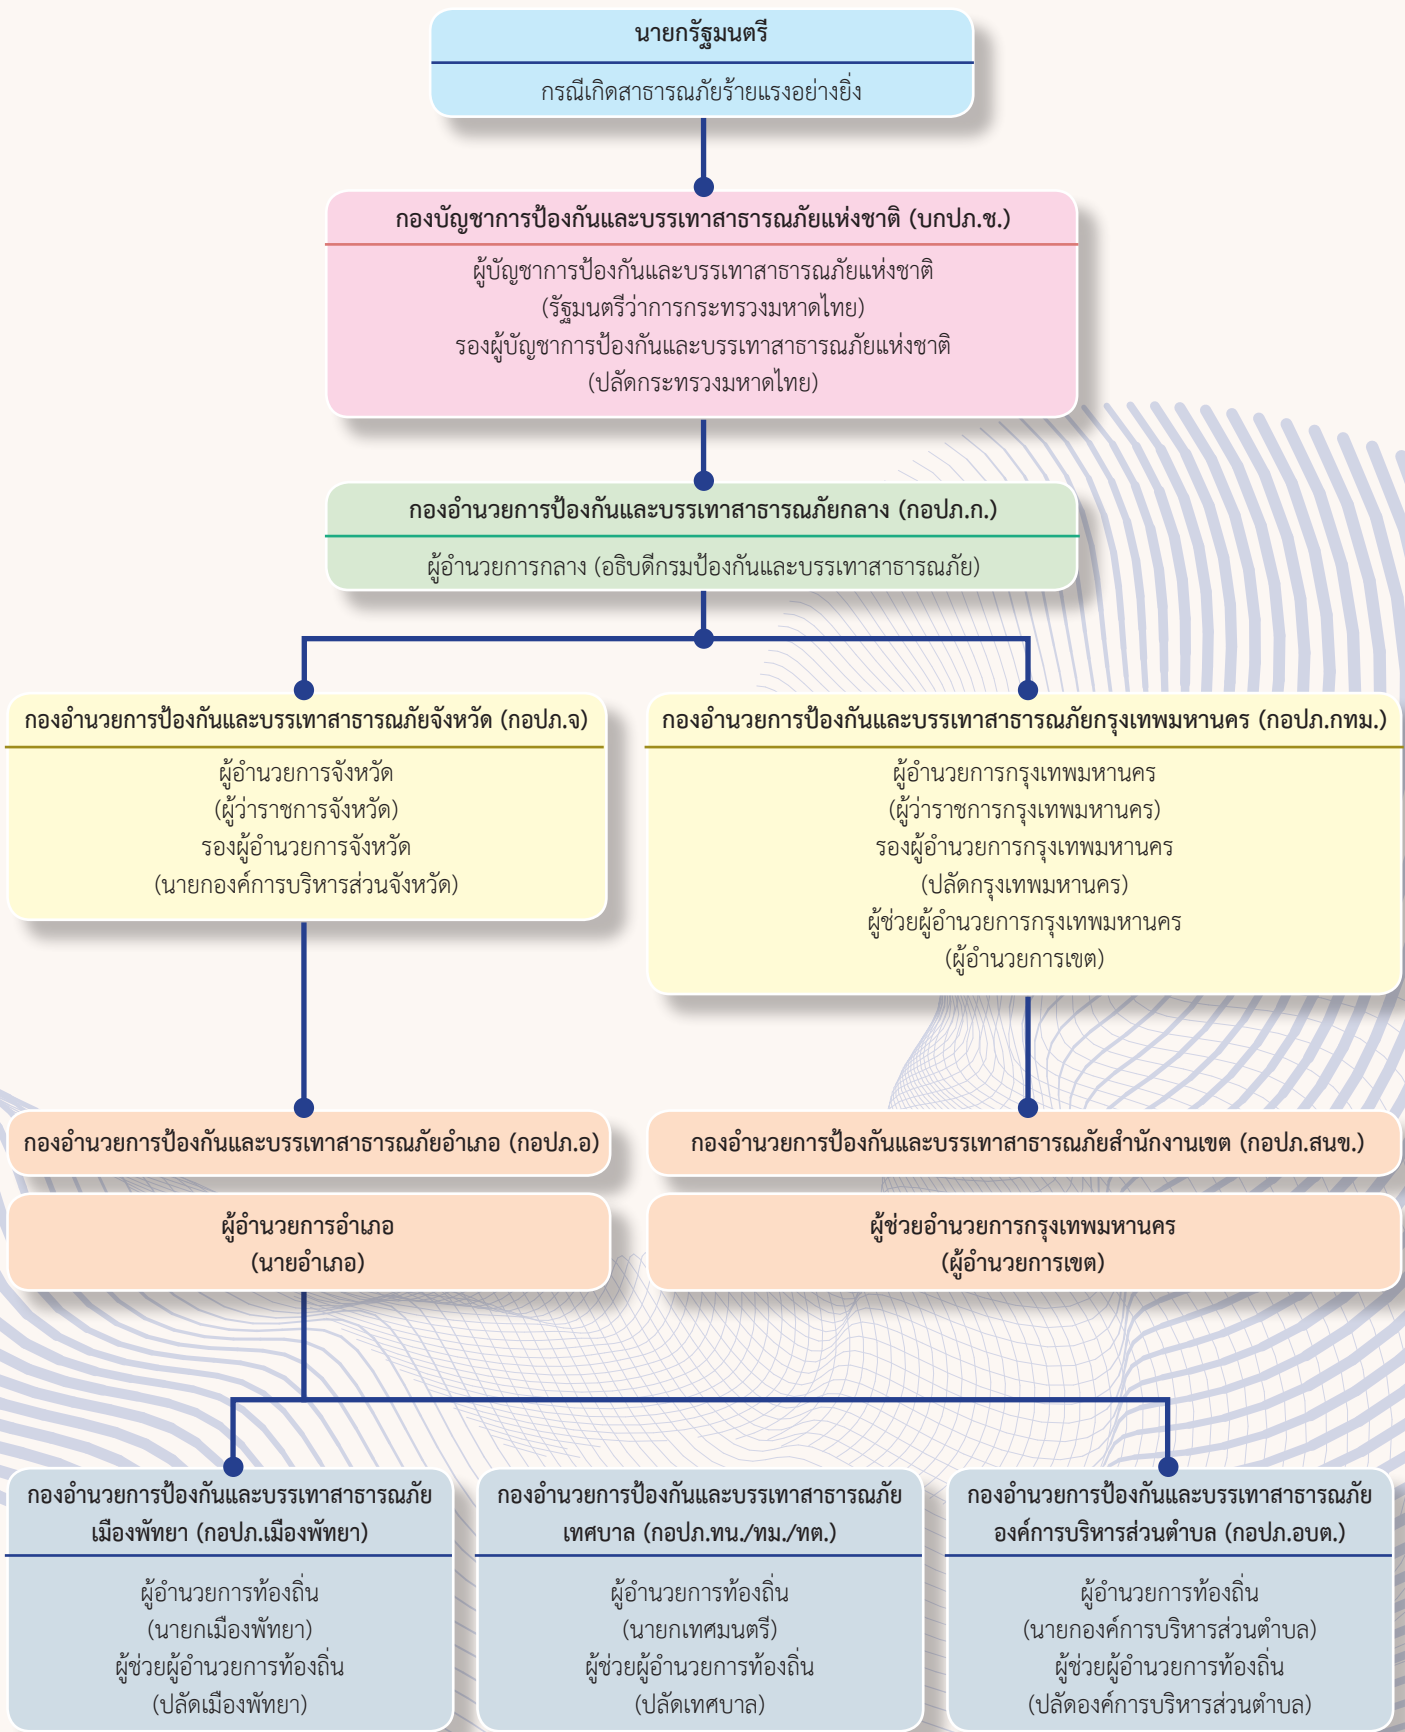 นายกรัฐมนตรี
กรณีเกิดสาธารณภัยร้ายแรงอย่างยิ่ง
กองบัญชาการป้องกันและบรรเทาสาธารณภัยแห่งชาติ (บกปภ.ช.)
ผู้บัญชาการป้องกันและบรรเทาสาธารณภัยแห่งชาติ
(รัฐมนตรีว่าการกระทรวงมหาดไทย)
รองผู้บัญชาการป้องกันและบรรเทาสาธารณภัยแห่งชาติ
(ปลัดกระทรวงมหาดไทย)
กองอำนวยการป้องกันและบรรเทาสาธารณภัยกลาง (กอปภ.ก.)
ผู้อำนวยการกลาง (อธิบดีกรมป้องกันและบรรเทาสาธารณภัย)
กองอำนวยการป้องกันและบรรเทาสาธารณภัยจังหวัด (กอปภ.จ)
ผู้อำนวยการจังหวัด
(ผู้ว่าราชการจังหวัด)
รองผู้อำนวยการจังหวัด
(นายกองค์การบริหารส่วนจังหวัด)
กองอำนวยการป้องกันและบรรเทาสาธารณภัยกรุงเทพมหานคร (กอปภ.กทม.)
ผู้อำนวยการกรุงเทพมหานคร
(ผู้ว่าราชการกรุงเทพมหานคร)
รองผู้อำนวยการกรุงเทพมหานคร
(ปลัดกรุงเทพมหานคร)
ผู้ช่วยผู้อำนวยการกรุงเทพมหานคร
(ผู้อำนวยการเขต)
กองอำนวยการป้องกันและบรรเทาสาธารณภัยอำเภอ (กอปภ.อ)
ผู้อำนวยการอำเภอ
(นายอำเภอ)
กองอำนวยการป้องกันและบรรเทาสาธารณภัยสำนักงานเขต (กอปภ.สนข.)
ผู้ช่วยอำนวยการกรุงเทพมหานคร
(ผู้อำนวยการเขต)
กองอำนวยการป้องกันและบรรเทาสาธารณภัย
เมืองพัทยา (กอปภ.เมืองพัทยา)
ผู้อำนวยการท้องถิ่น
(นายกเมืองพัทยา)
ผู้ช่วยผู้อำนวยการท้องถิ่น
(ปลัดเมืองพัทยา)
กองอำนวยการป้องกันและบรรเทาสาธารณภัย
เทศบาล (กอปภ.ทน./ทม./ทต.)
ผู้อำนวยการท้องถิ่น
(นายกเทศมนตรี)
ผู้ช่วยผู้อำนวยการท้องถิ่น
(ปลัดเทศบาล)
กองอำนวยการป้องกันและบรรเทาสาธารณภัย
องค์การบริหารส่วนตำบล (กอปภ.อบต.)
ผู้อำนวยการท้องถิ่น
(นายกองค์การบริหารส่วนตำบล)
ผู้ช่วยผู้อำนวยการท้องถิ่น
(ปลัดองค์การบริหารส่วนตำบล)